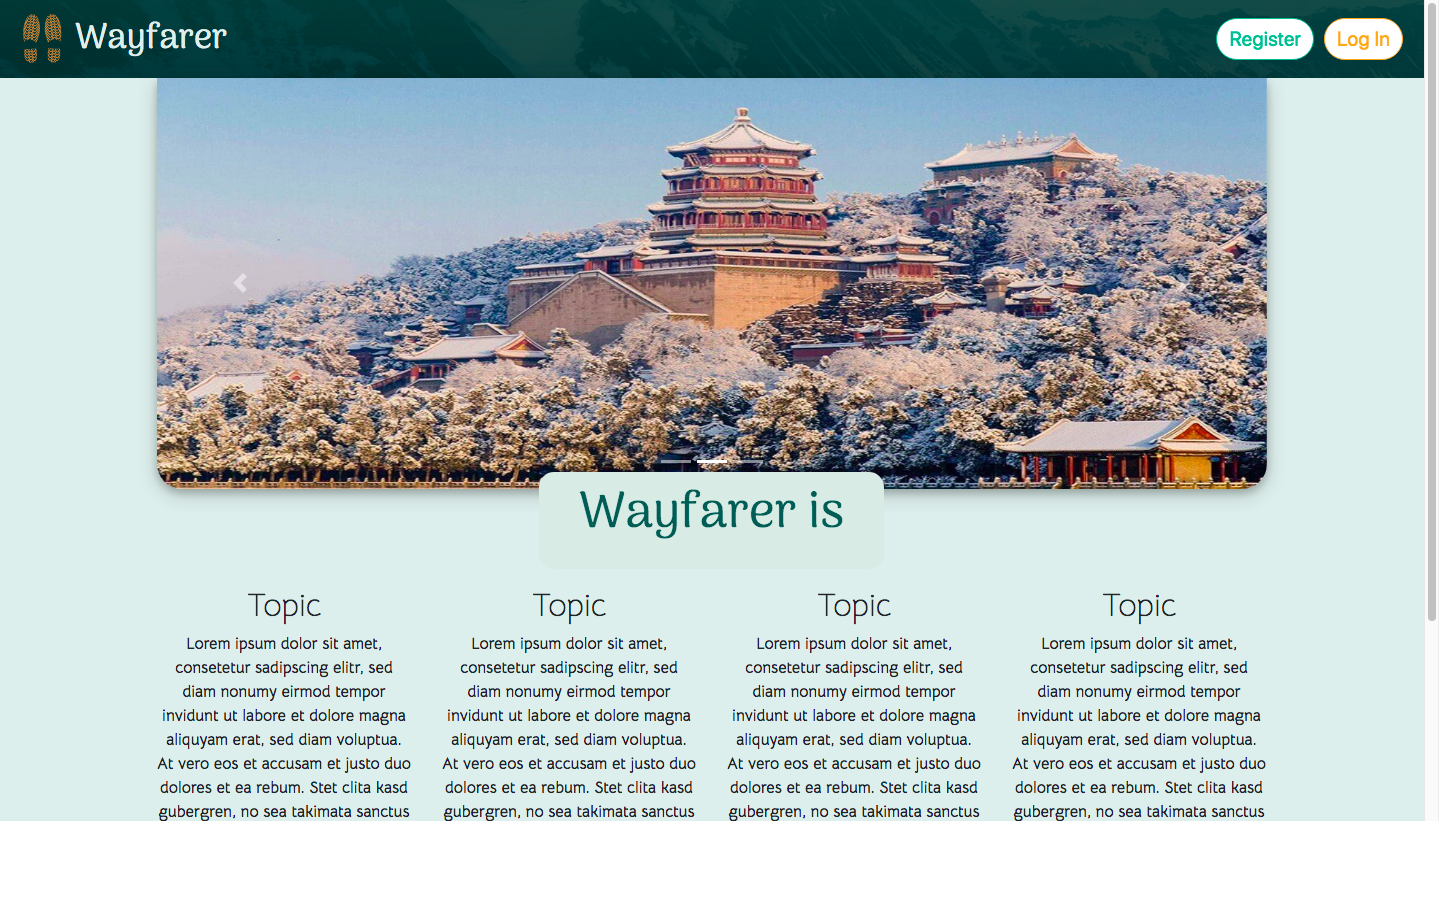 Wayfarer
Register
Log In
Wayfarer is
Topic
Lorem ipsum dolor sit amet,
consetetur sadipscing elitr, sed
diam nonumy eirmod tempor
invidunt ut labore et dolore magna
aliquyam erat, sed diam voluptua.
At vero eos et accusam et justo duo
dolores et ea rebum. Stet clita kasd
gubergren, no sea takimata sanctus
Topic
Lorem ipsum dolor sit amet,
consetetur sadipscing elitr, sed
diam nonumy eirmod tempor
invidunt ut labore et dolore magna
aliquyam erat, sed diam voluptua.
At vero eos et accusam et justo duo
dolores et ea rebum. Stet clita kasd
gubergren, no sea takimata sanctus
Topic
Lorem ipsum dolor sit amet,
consetetur sadipscing elitr, sed
diam nonumy eirmod tempor
invidunt ut labore et dolore magna
aliquyam erat, sed diam voluptua.
At vero eos et accusam et justo duo
dolores et ea rebum. Stet clita kasd
gubergren, no sea takimata sanctus
Topic
Lorem ipsum dolor sit amet,
consetetur sadipscing elitr, sed
diam nonumy eirmod tempor
invidunt ut labore et dolore magna
aliquyam erat, sed diam voluptua.
At vero eos et accusam et justo duo
dolores et ea rebum. Stet clita kasd
gubergren, no sea takimata sanctus